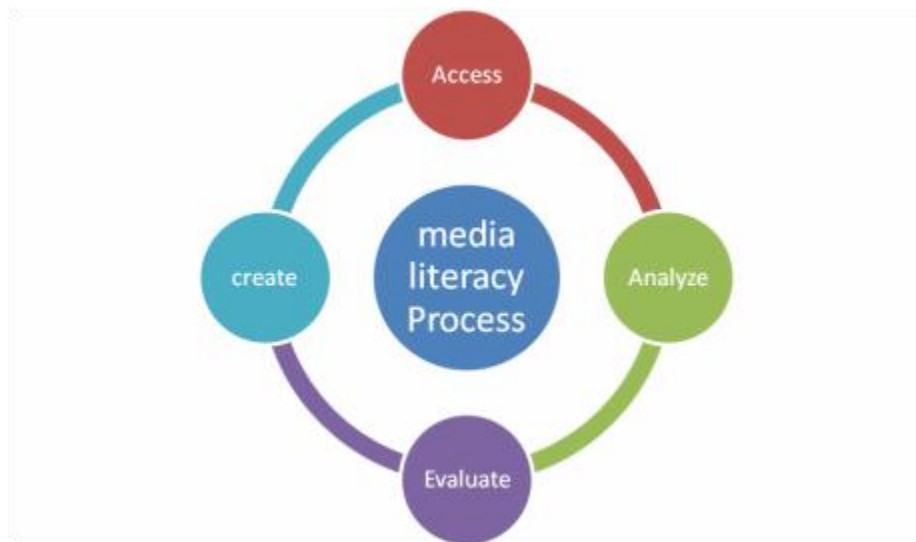 Access
media
literacy
Process
create
Analyze
Evaluate